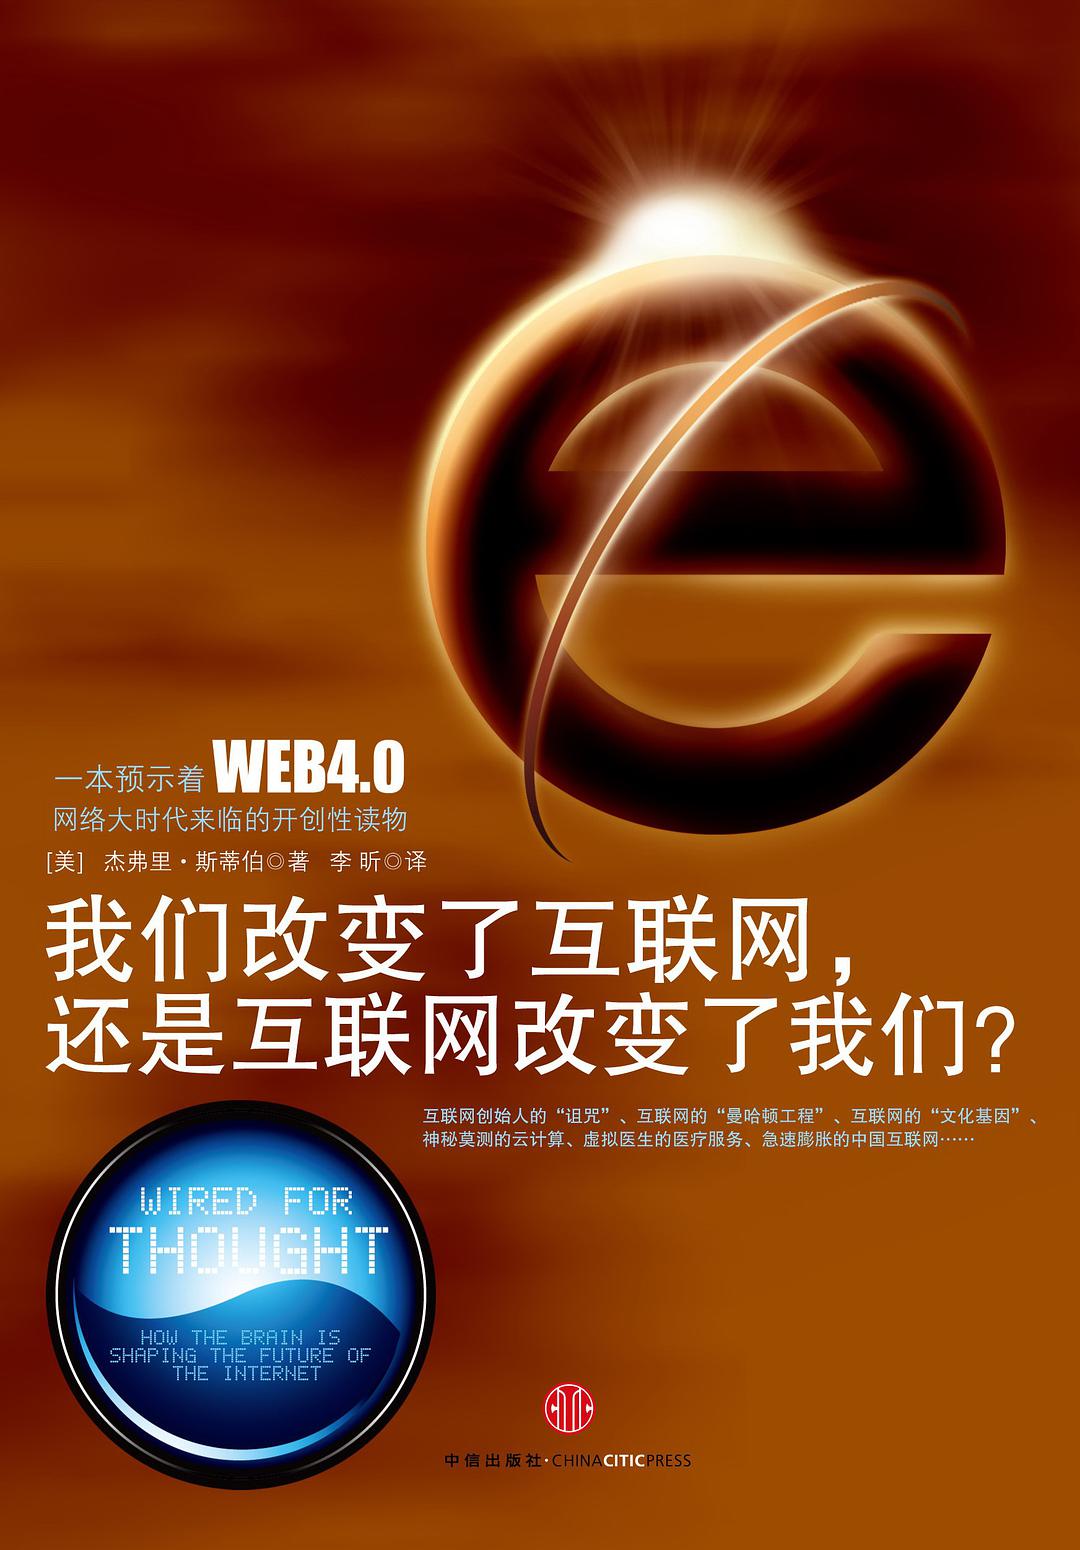 一本预示着 WEB4.0
网络大时代来临的开创性读物
[美] 杰弗里·斯蒂伯◎著 李 昕◎译
我们改变了互联网，
还是互联网改变了我们？
互联网创始人的“诅咒”、互联网的“曼哈顿工程”、互联网的“文化基因”、
神秘莫测的云计算、虚拟医生的医疗服务、急速膨胀的中国互联网……
WIRED FOR
THOUGHT
HOW THE BRAIN IS
SHAPING THE FUTURE OF
THE INTERNET
中信出版社·CHINACITICPRESS